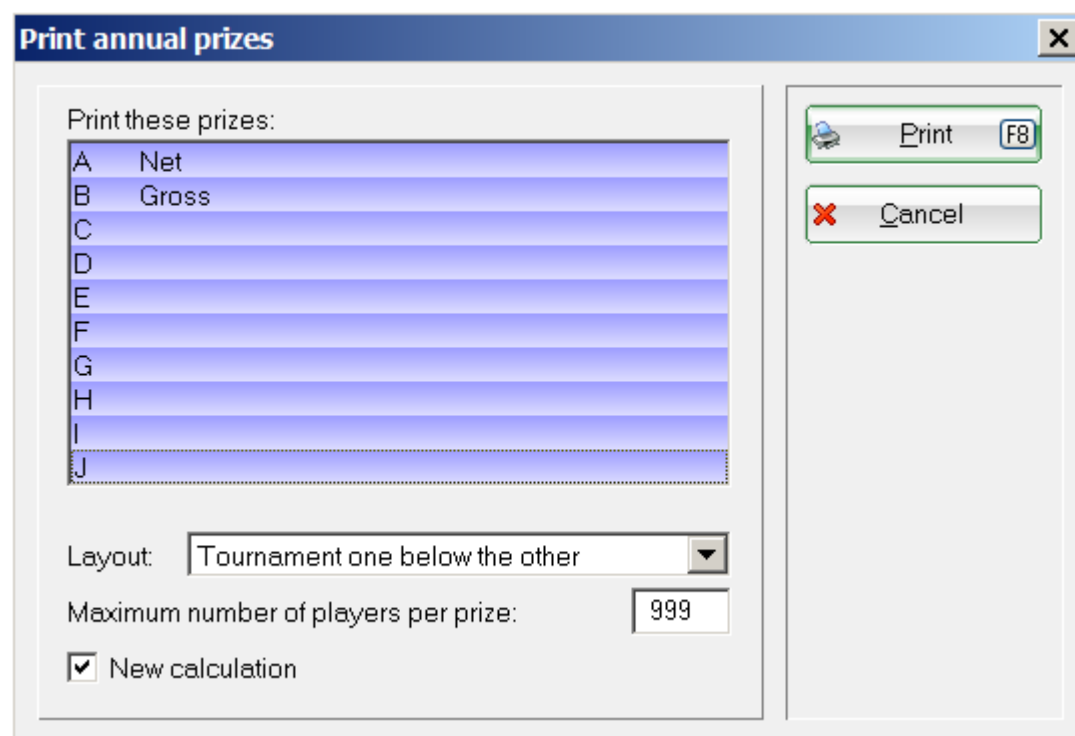 Print annual prizes
Print these prizes:
A Net
B Gross
C
D
E
F
G
H
I
J
Layout: Tournament one below the other
Maximum number of players per prize: 999
New calculation
Print F8
Cancel